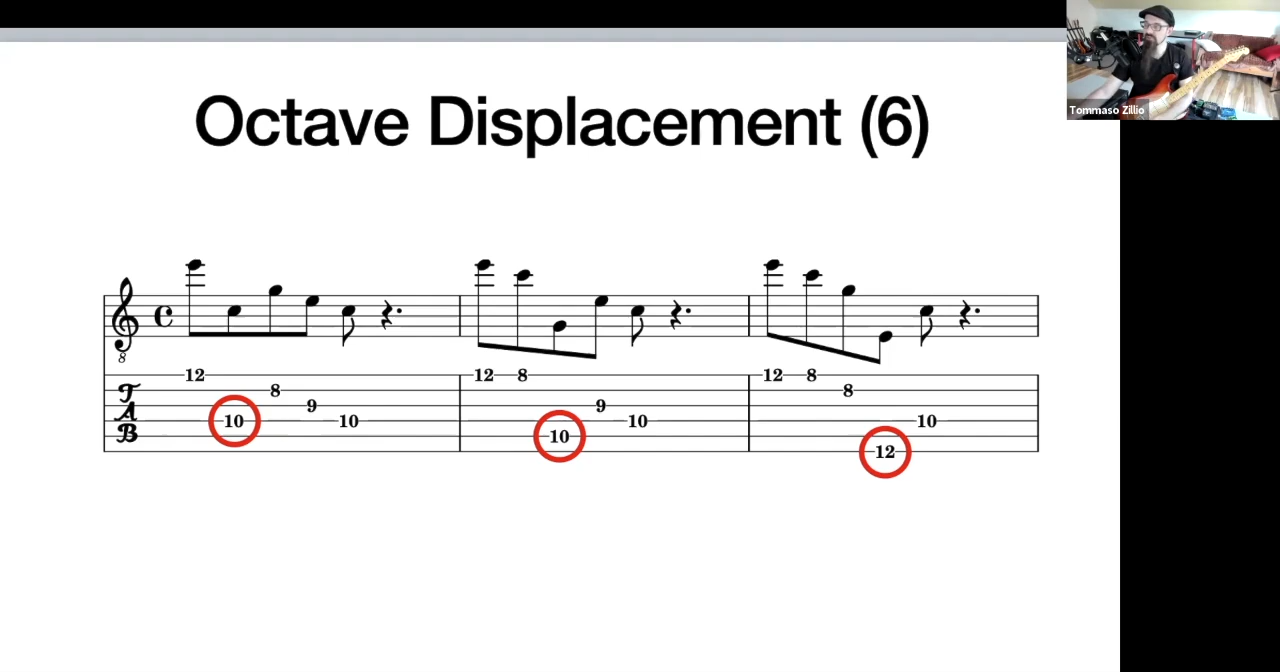 Tommaso Zillio
Octave Displacement (6)
8
12 12 8 12 8
8 8
T 9 9
A 10 10 10 10
B 10
12